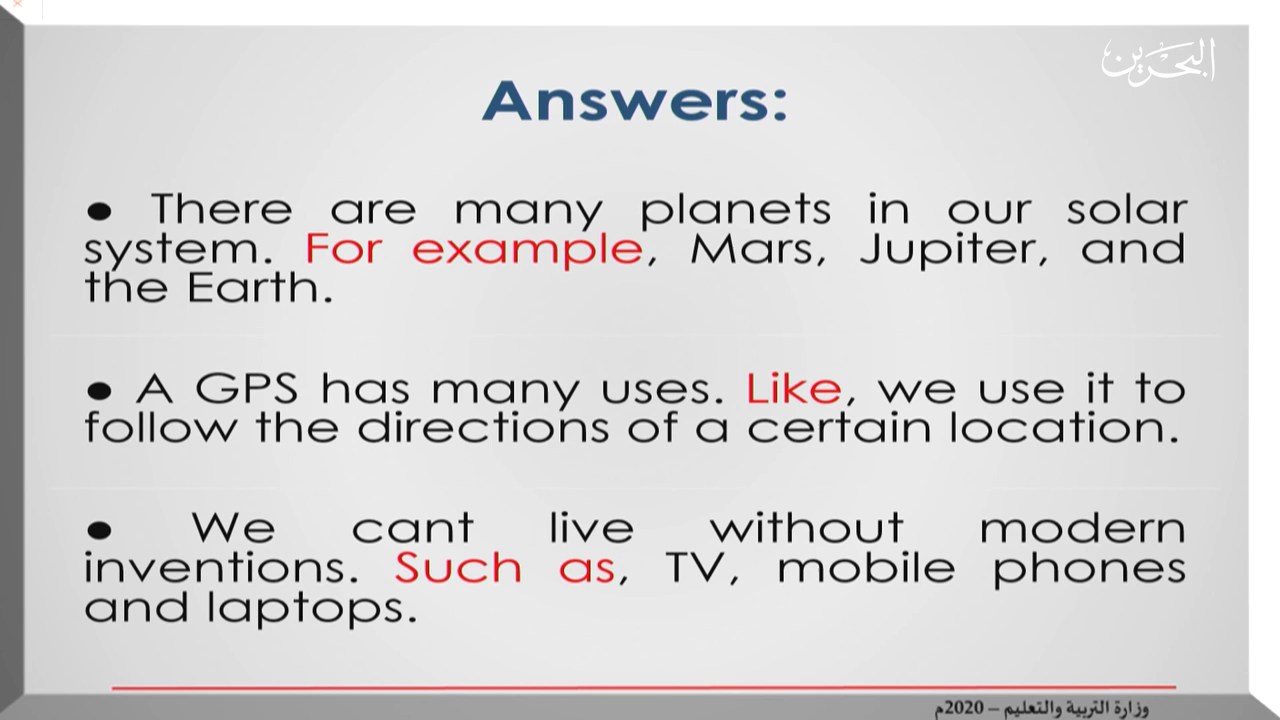 البحرين
Answers:
● There are many planets in our solar
system. For example, Mars, Jupiter, and
the Earth.
● A GPS has many uses. Like, we use it to
follow the directions of a certain location.
● We cant live without modern
inventions. Such as, TV, mobile phones
and laptops.
وزارة التربية والتعليم – 2020م